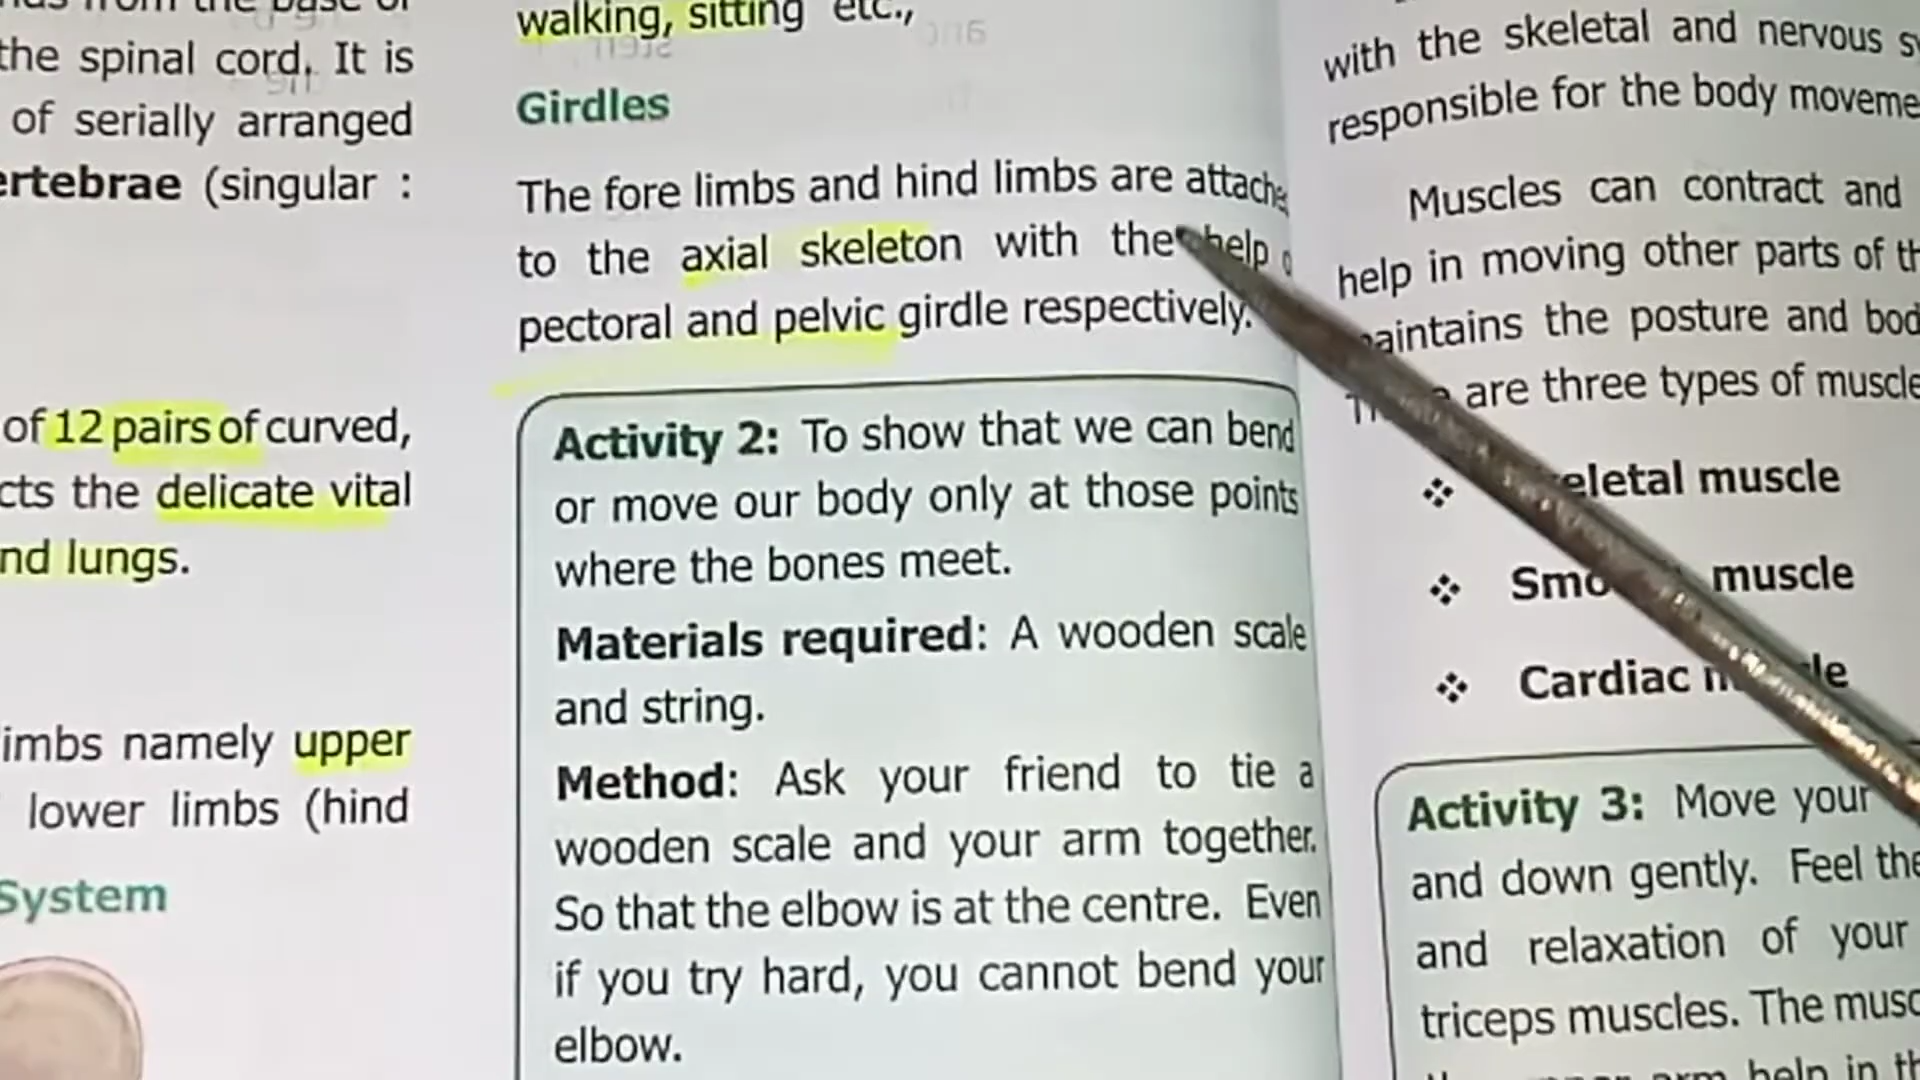 the spinal cord. It is
of serially arranged
ertebrae (singular :
of 12 pairs of curved,
cts the delicate vital
nd lungs.
imbs namely upper
lower limbs (hind
System
walking, sitting etc.,
Girdles
The fore limbs and hind limbs are attache
to the axial skeleton with the help
pectoral and pelvic girdle respectively.
Activity 2: To show that we can bend
or move our body only at those points
where the bones meet.
Materials required: A wooden scale
and string.
Method: Ask your friend to tie a
wooden scale and your arm together.
So that the elbow is at the centre. Even
if you try hard, you cannot bend your
elbow.
with the skeletal and nervous
responsible for the body moveme
Muscles can contract and
help in moving other parts of th
aintains the posture and bod
are three types of muscle
eletal muscle
muscle
Cardiac
Activity 3: Move your
and down gently. Feel the
and relaxation of your
triceps muscles. The musc
help in th